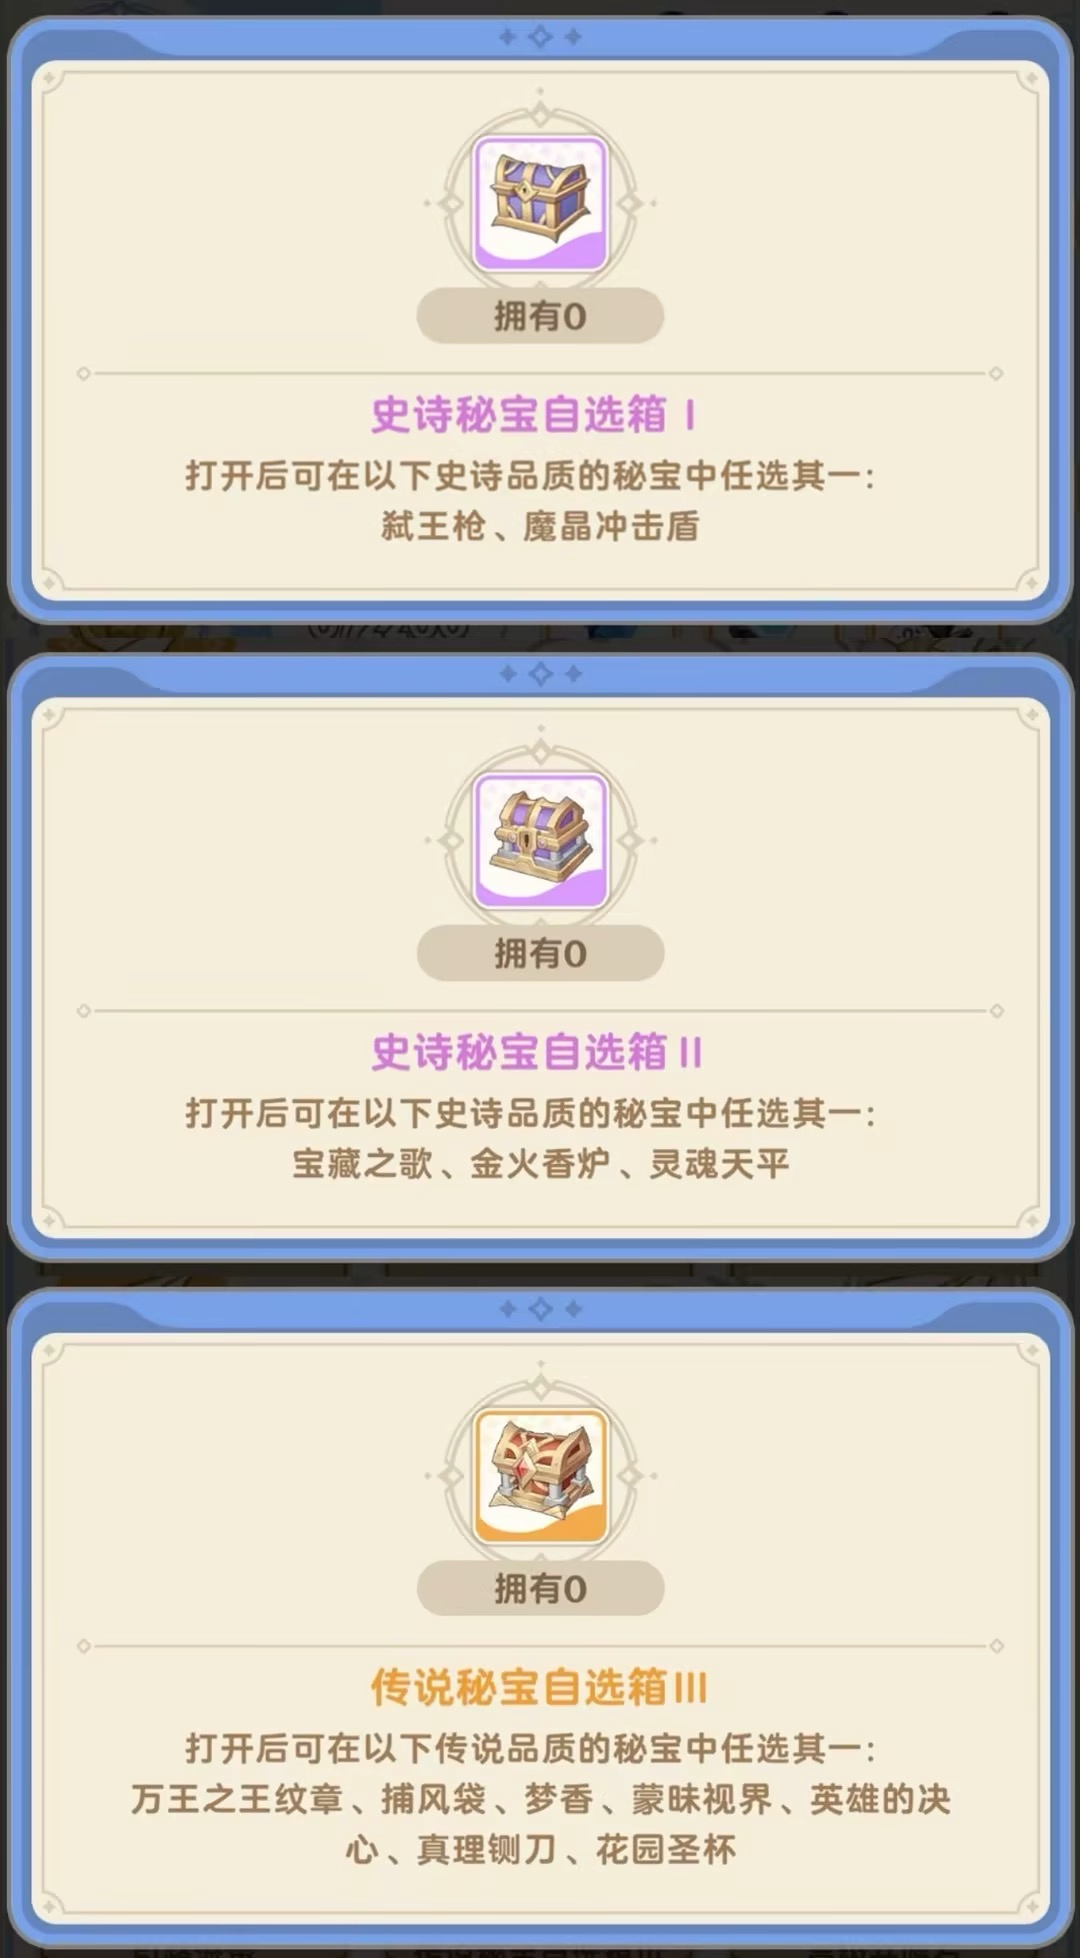 拥有0
史诗秘宝自选箱Ⅰ
打开后可在以下史诗品质的秘宝中任选其一：
弑王枪、魔晶冲击盾
拥有0
史诗秘宝自选箱Ⅱ
打开后可在以下史诗品质的秘宝中任选其一：
宝藏之歌、金火香炉、灵魂天平
拥有0
传说秘宝自选箱Ⅲ
打开后可在以下传说品质的秘宝中任选其一：
万王之王纹章、捕风袋、梦香、蒙昧视界、英雄的决
心、真理铡刀、花园圣杯